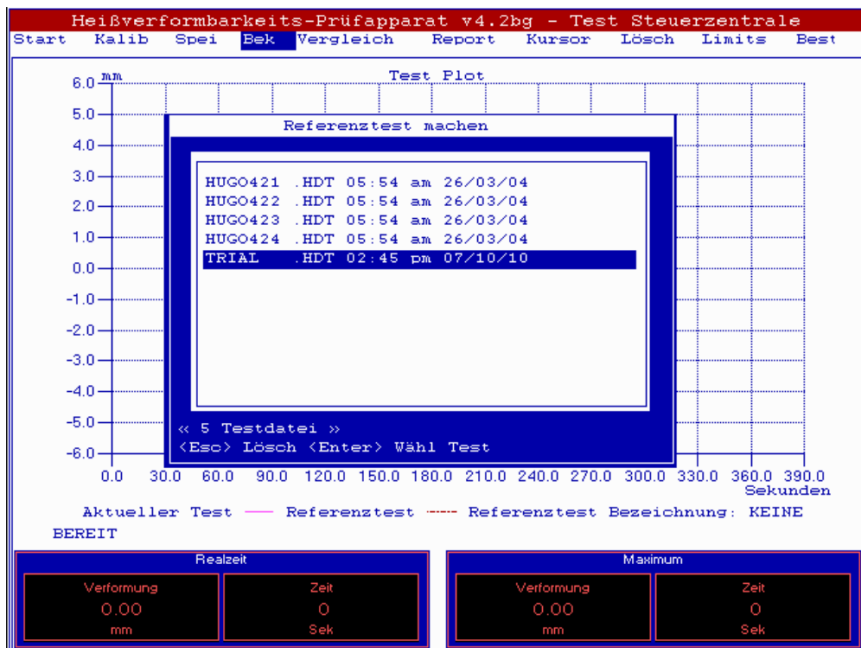 Heißverformbarkeits-Prüfapparat v4.2bg - Test Steuerzentrale
Start Kalib Spei Bek Vergleich Report Kursor Lösch Limits Best
6.0 mm Test Plot
5.0
Referenztest machen
4.0
3.0
HUGO421 .HDT 05:54 am 26/03/04
2.0
HUGO422 .HDT 05:54 am 26/03/04
HUGO423 .HDT 05:54 am 26/03/04
1.0
HUGO424 .HDT 05:54 am 26/03/04
TRIAL .HDT 02:45 pm 07/10/10
0.0
-1.0
-2.0
-3.0
-4.0
-5.0
« 5 Testdatei »
<Esc> Lösch <Enter> Wähl Test
-6.0
0.0 30.0 60.0 90.0 120.0 150.0 180.0 210.0 240.0 270.0 300.0 330.0 360.0 390.0
Sekunden
Aktueller Test Referenztest Referenztest Bezeichnung: KEINE
BEREIT
Realzeit Maximum
Verformung Zeit Verformung Zeit
0.00 0 0.00 0
mm Sek mm Sek